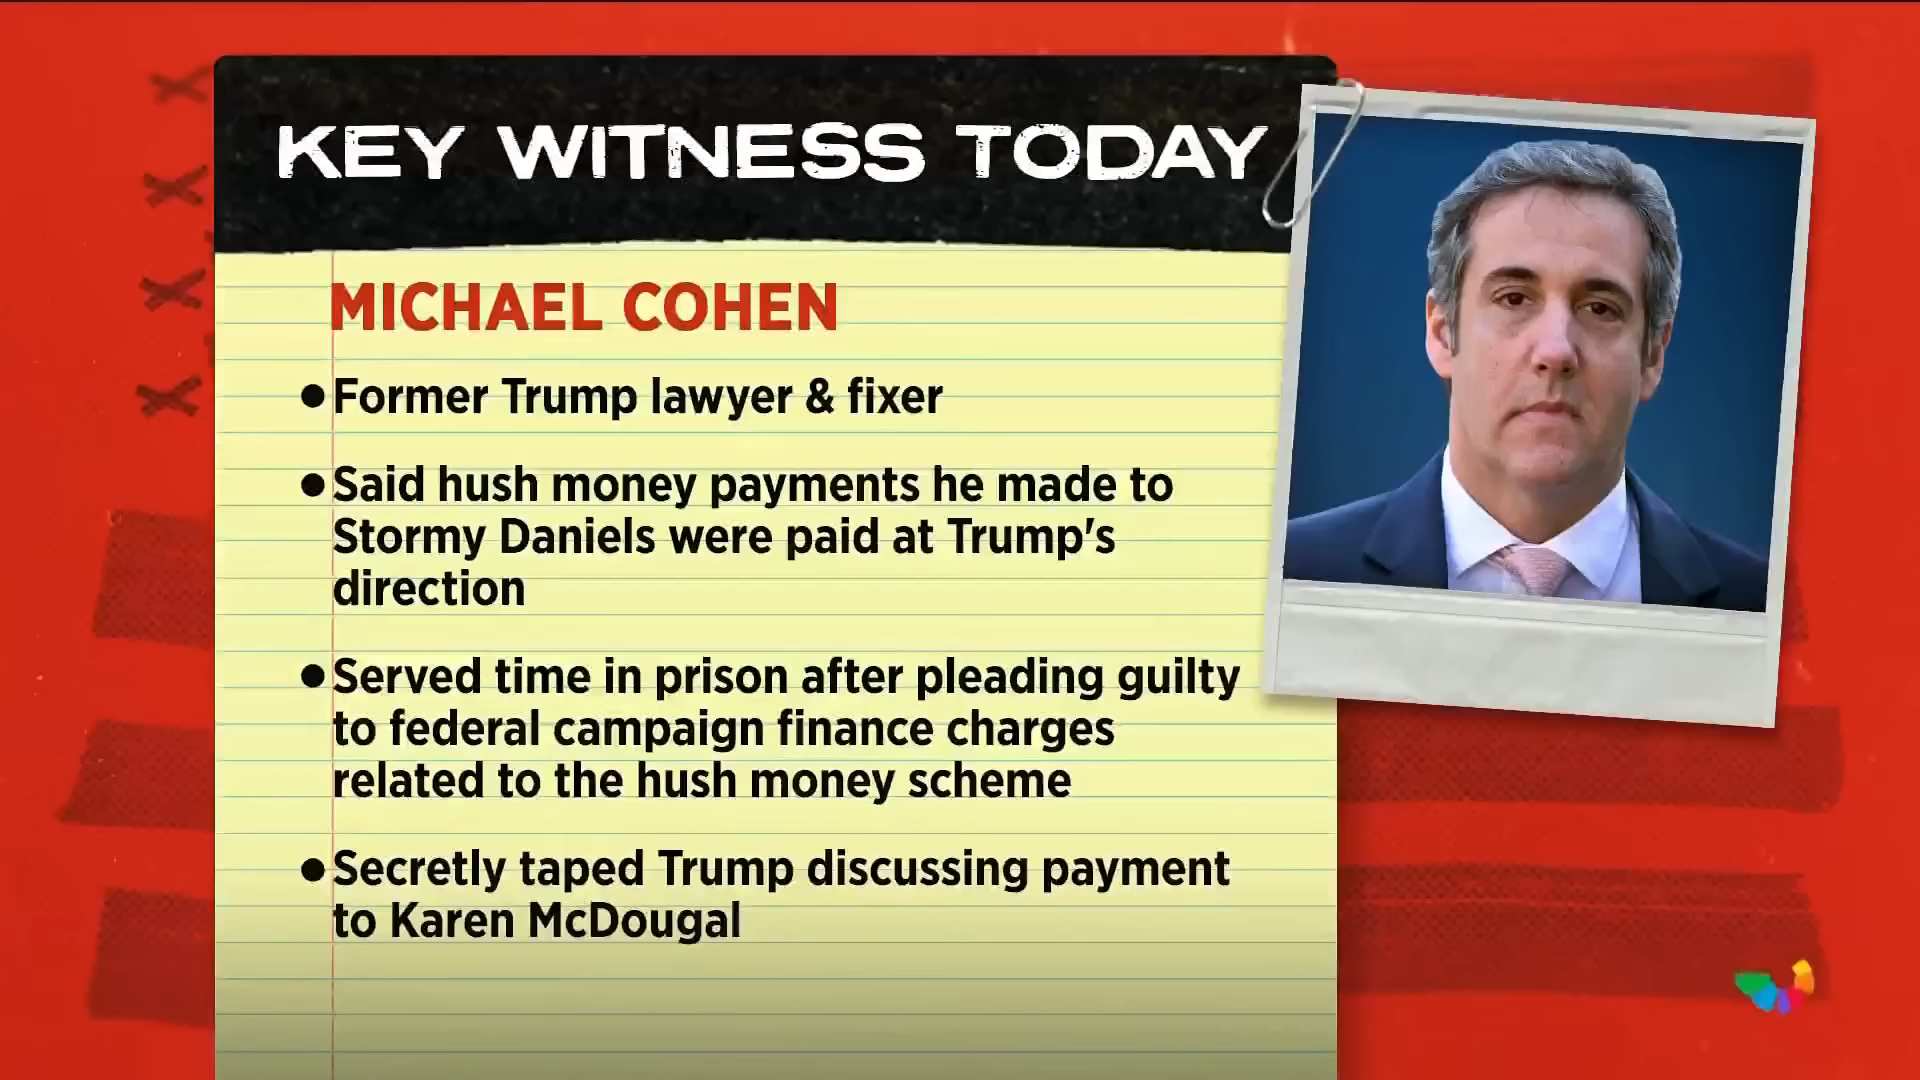 KEY WITNESS TODAY
MICHAEL COHEN
● Former Trump lawyer & fixer
● Said hush money payments he made to
Stormy Daniels were paid at Trump's
direction
● Served time in prison after pleading guilty
to federal campaign finance charges
related to the hush money scheme
● Secretly taped Trump discussing payment
to Karen McDougal